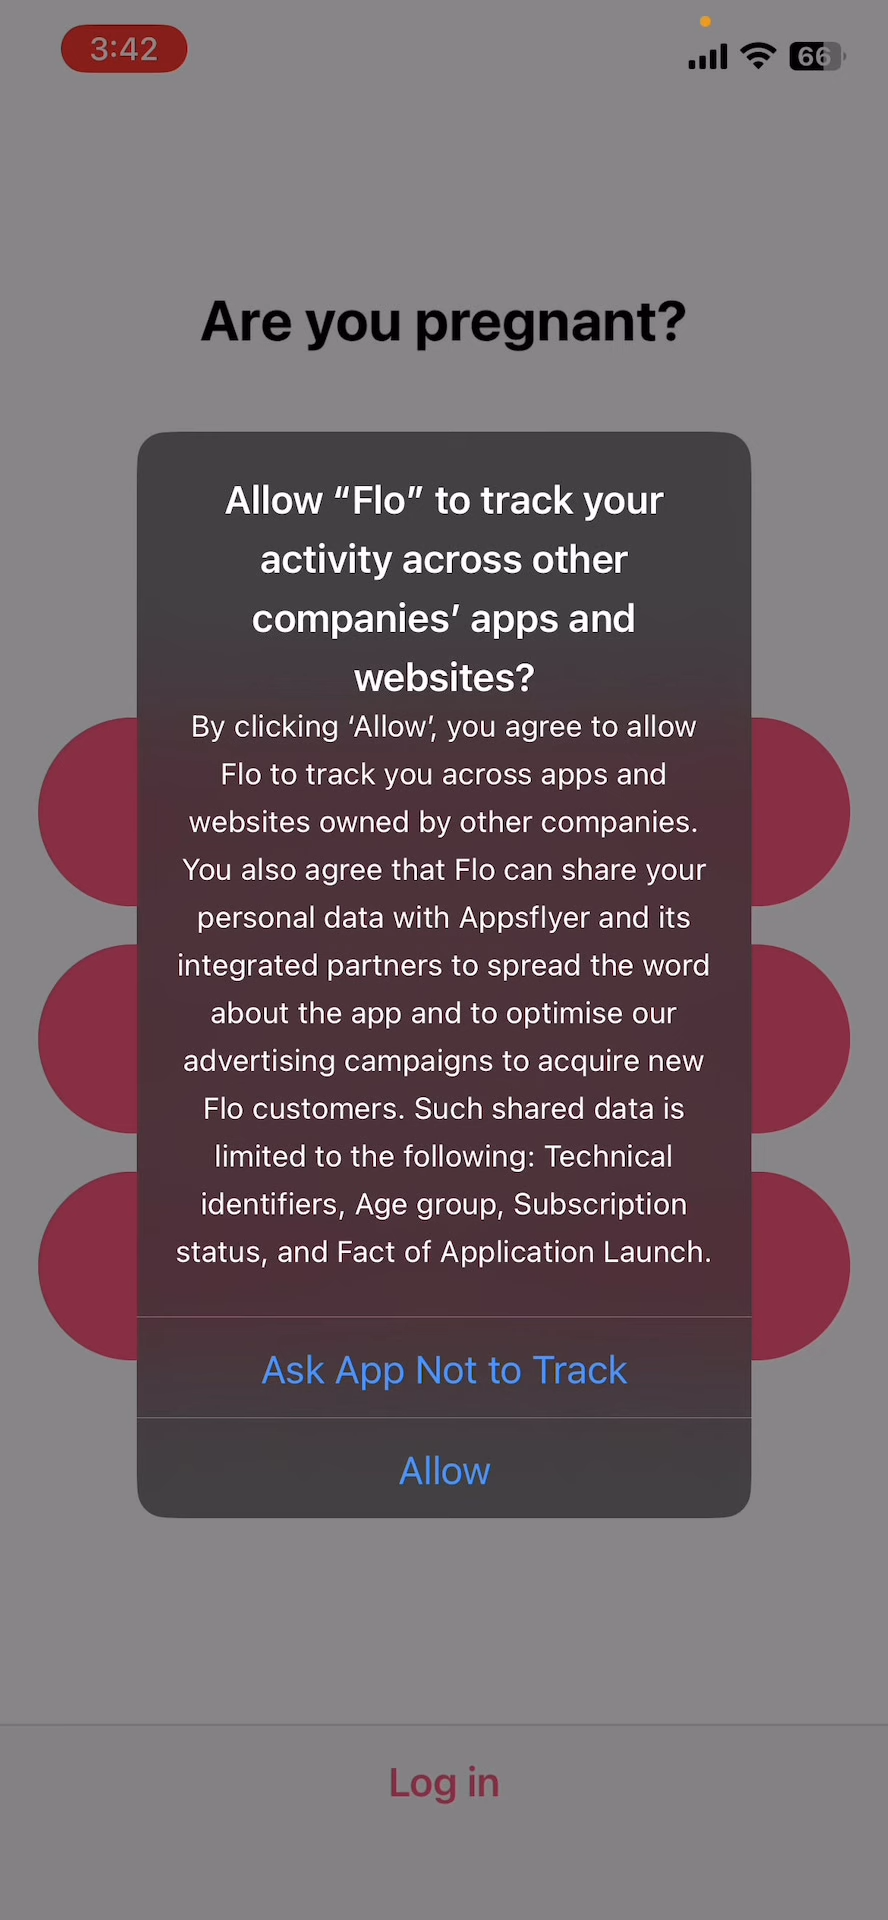 3:42
66
Are you pregnant?
Allow “Flo” to track your
activity across other
companies’ apps and
websites?
By clicking ‘Allow’, you agree to allow
Flo to track you across apps and
websites owned by other companies.
You also agree that Flo can share your
personal data with Appsflyer and its
integrated partners to spread the word
about the app and to optimise our
advertising campaigns to acquire new
Flo customers. Such shared data is
limited to the following: Technical
identifiers, Age group, Subscription
status, and Fact of Application Launch.
Ask App Not to Track
Allow
Log in